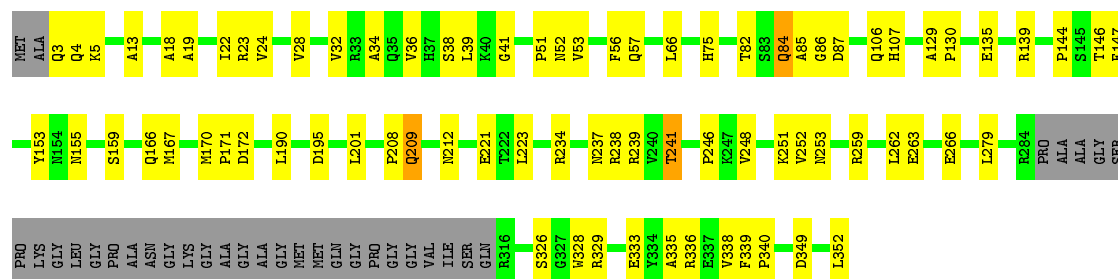 MET ALA Q3 Q4 K5 A13 A18 A19 I22 R23 V24 V28 V32 R33 A34 Q35 V36 H37 S38 L39 K40 G41 P51 N52 V53 F56 Q57 L66 H75 T82 S83 Q84 A85 G86 D87 Q106 H107 A129 P130 E135 R139 P144 S145 T146 E147
Y153 N154 N155 S159 Q166 M167 M170 P171 D172 L190 D195 L201 P208 Q209 N212 E221 T222 L223 R234 N237 R238 R239 V240 T241 P246 K247 V248 K251 V252 N253 R259 L262 E263 E266 L279 R284 PRO ALA ALA GLY SER
PRO LYS GLY LEU GLY PRO ALA ASN GLY LYS GLY ALA GLY ALA GLY MET MET GLN GLY PRO GLY GLY VAL ILE SER GLN R316 S326 G327 W328 R329 E333 Y334 A335 R336 E337 V338 F339 P340 D349 L352